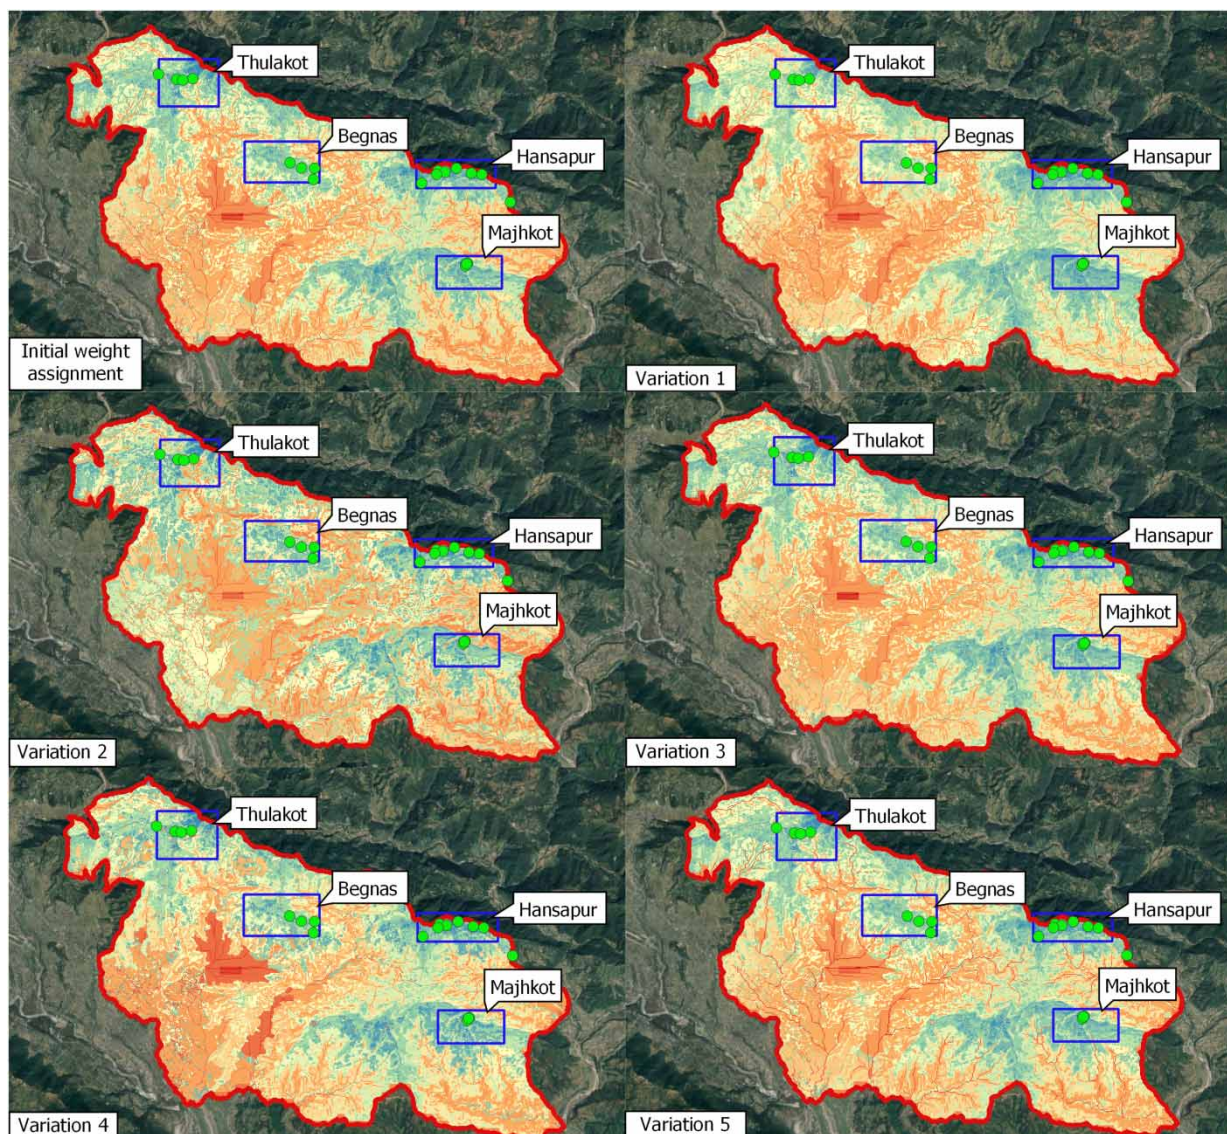 Thulakot
Begnas
Hansapur
Majhkot
Initial weight
assignment
Thulakot
Begnas
Hansapur
Majhkot
Variation 1
Thulakot
Begnas
Hansapur
Majhkot
Variation 2
Thulakot
Begnas
Hansapur
Majhkot
Variation 3
Thulakot
Begnas
Hansapur
Majhkot
Variation 4
Thulakot
Begnas
Hansapur
Majhkot
Variation 5